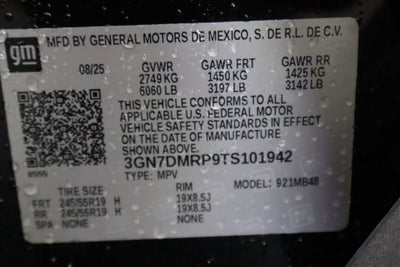 gm
MFD BY GENERAL MOTORS DE MEXICO, S. DE R.L. DE C.V.
08/25 GVWR GAWR FRT GAWR RR
2749 KG 1450 KG 1425 KG
6060 LB 3197 LB 3142 LB
THIS VEHICLE CONFORMS TO ALL
APPLICABLE U.S. FEDERAL MOTOR
VEHICLE SAFETY STANDARDS IN EFFECT
ON THE DATE OF MANUFACTURE
SHOWN ABOVE.
3GN7DMRP9TS101942
TYPE: MPV 921MB48
TIRE SIZE RIM
FRT 245/55R19 H 19X8.5J
RR 245/55R19 H 19X8.5J
SPA NONE NONE